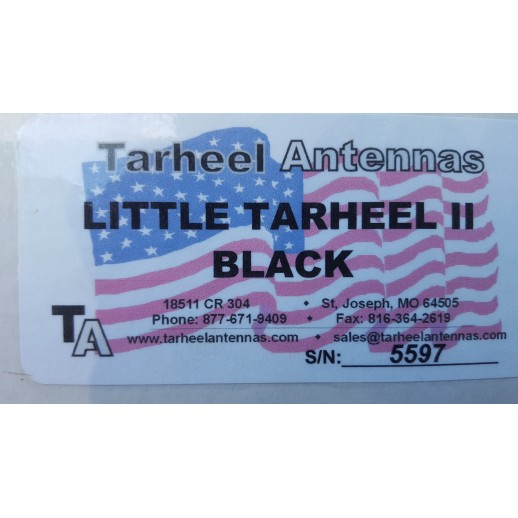 Tarheel Antennas
LITTLE TARHEEL II
BLACK
18511 CR 304 • St, Joseph, MO 64505
Phone: 877-671-9409 • Fax: 816-364-2619
TA www.tarheelantennas.com • sales@tarheelantennas.com
S/N: 5597